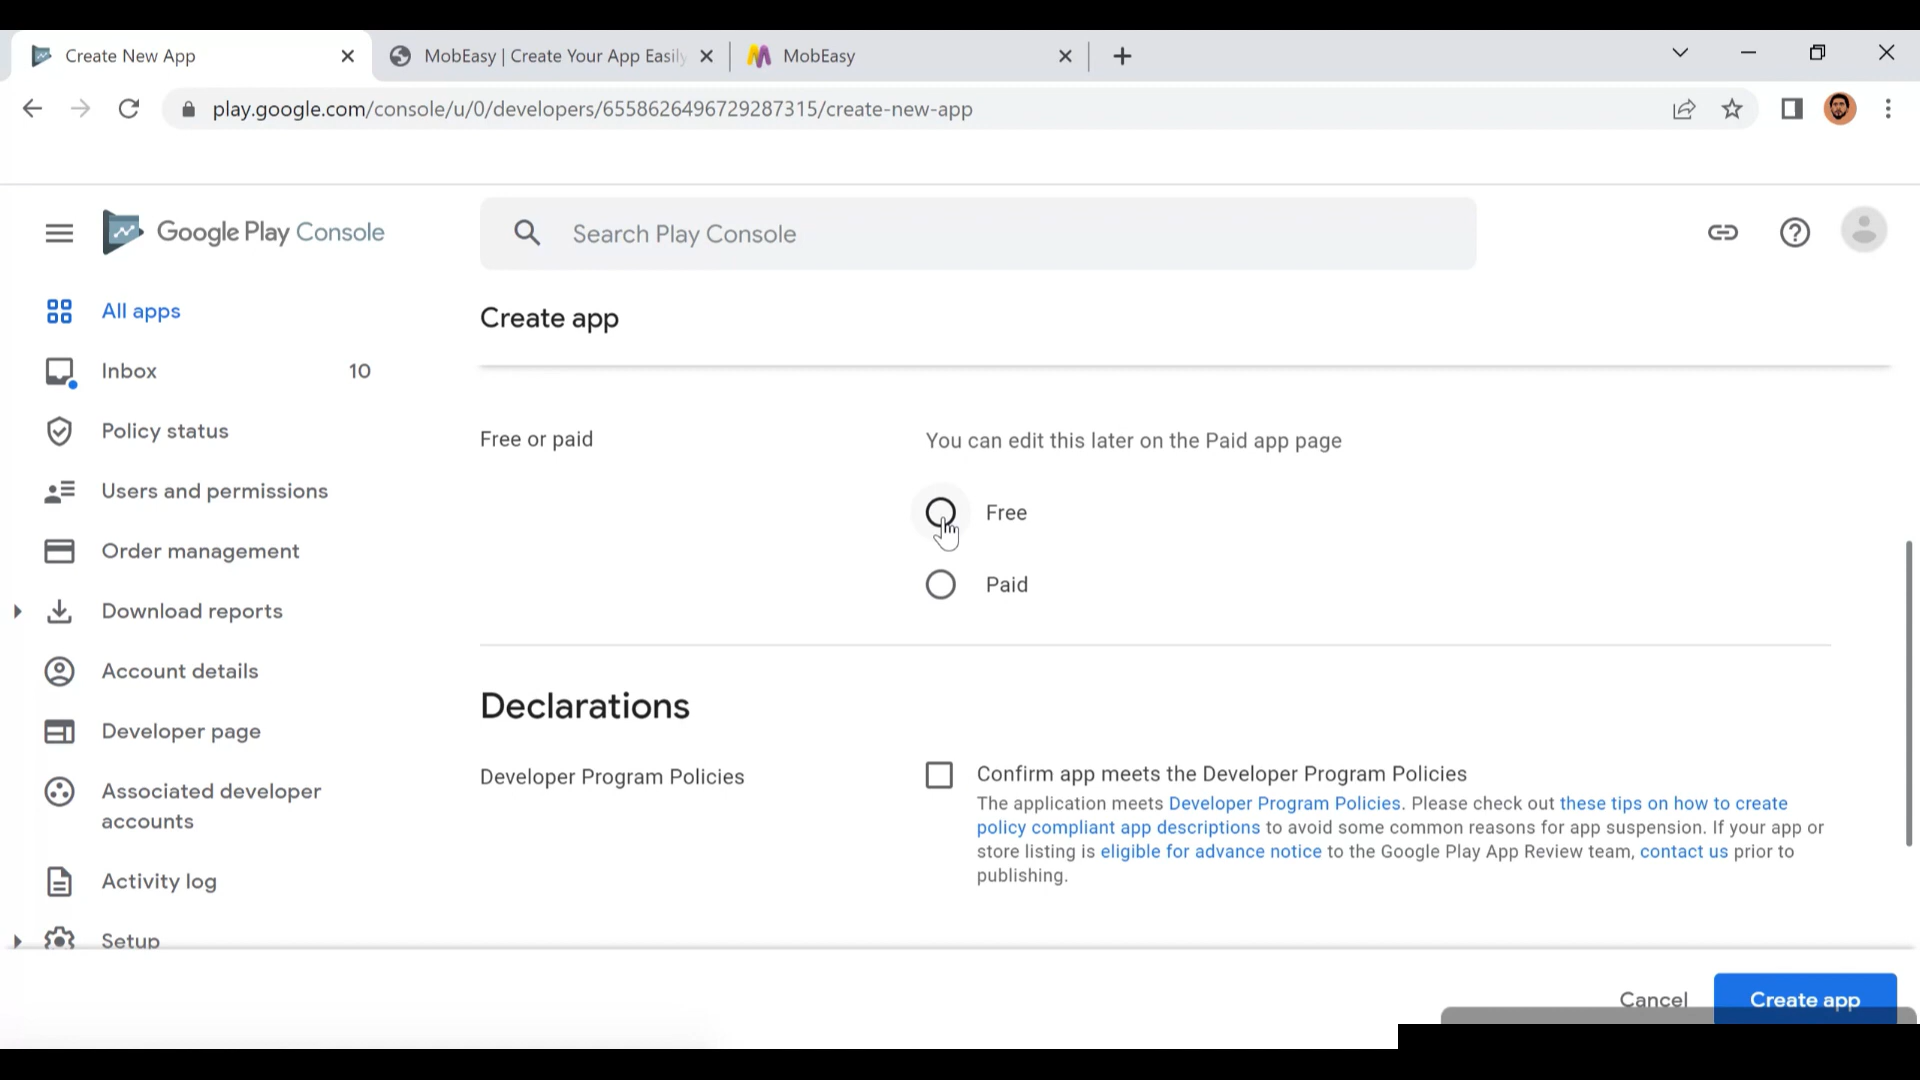 Create New App
MobEasy | Create Your App Easily
MobEasy
play.google.com/console/u/0/developers/6558626496729287315/create-new-app
Google Play Console
Search Play Console
All apps
Inbox 10
Policy status
Users and permissions
Order management
Download reports
Account details
Developer page
Associated developer
accounts
Activity log
Setup
Create app
Free or paid
You can edit this later on the Paid app page
Free
Paid
Declarations
Developer Program Policies
Confirm app meets the Developer Program Policies
The application meets Developer Program Policies. Please check out these tips on how to create
policy compliant app descriptions to avoid some common reasons for app suspension. If your app or
store listing is eligible for advance notice to the Google Play App Review team, contact us prior to
publishing.
Cancel
Create app